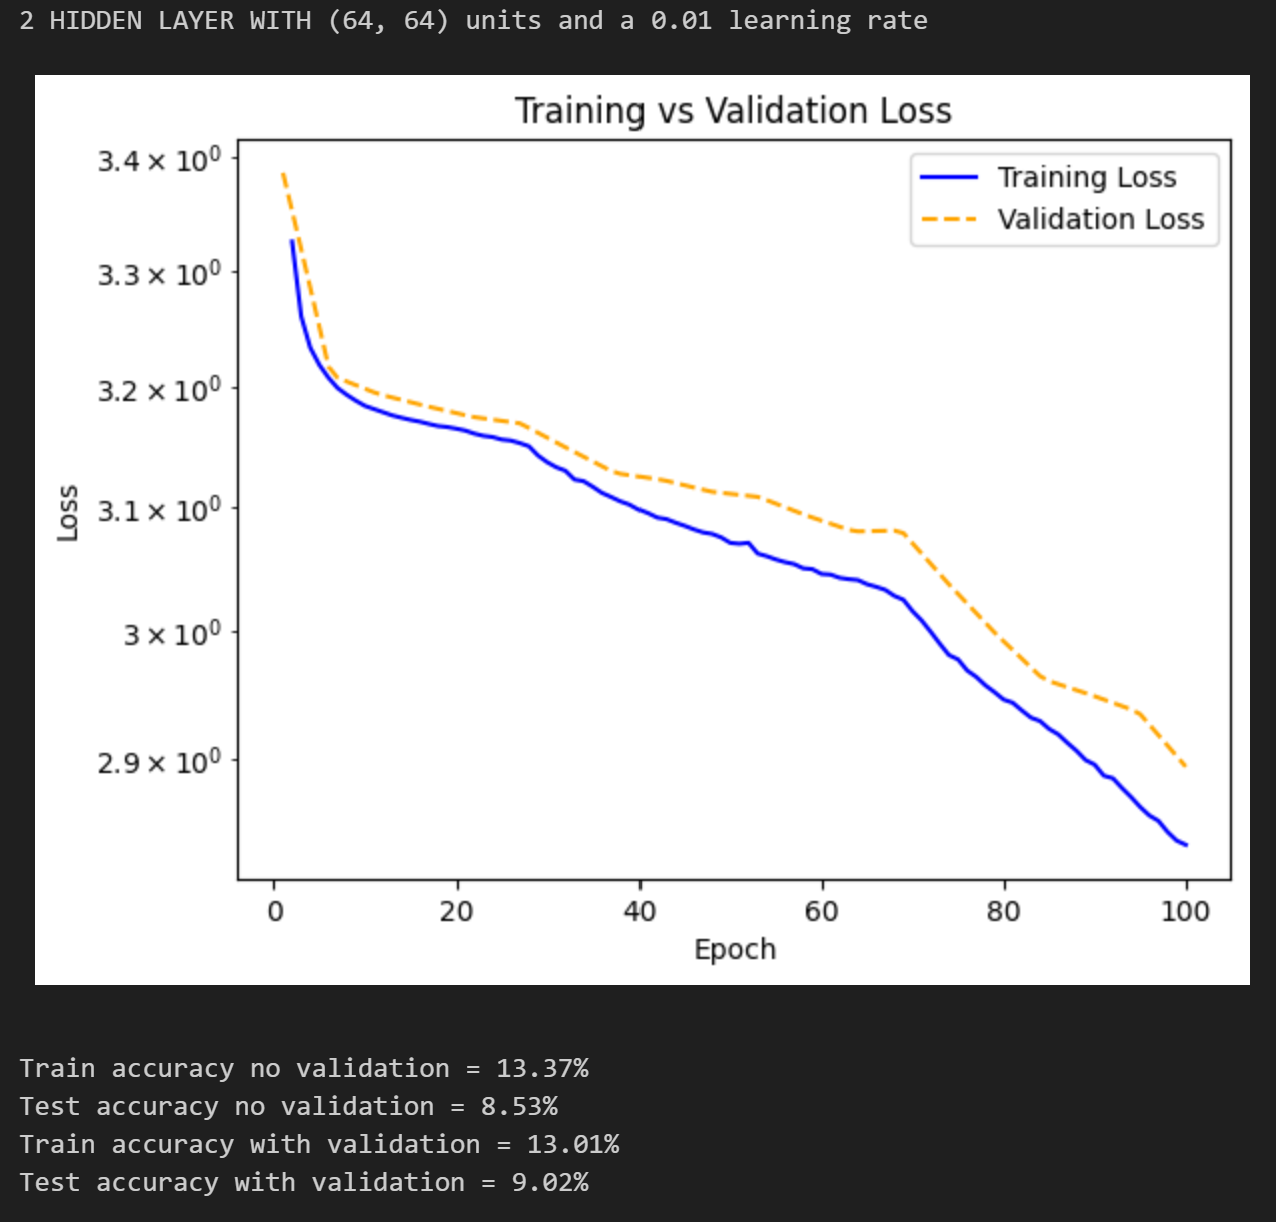 2 HIDDEN LAYER WITH (64, 64) units and a 0.01 learning rate
Training vs Validation Loss
Training Loss
Validation Loss
3.4 × 10⁰
3.3 × 10⁰
3.2 × 10⁰
3.1 × 10⁰
3 × 10⁰
2.9 × 10⁰
Loss
0 20 40 60 80 100
Epoch
Train accuracy no validation = 13.37%
Test accuracy no validation = 8.53%
Train accuracy with validation = 13.01%
Test accuracy with validation = 9.02%